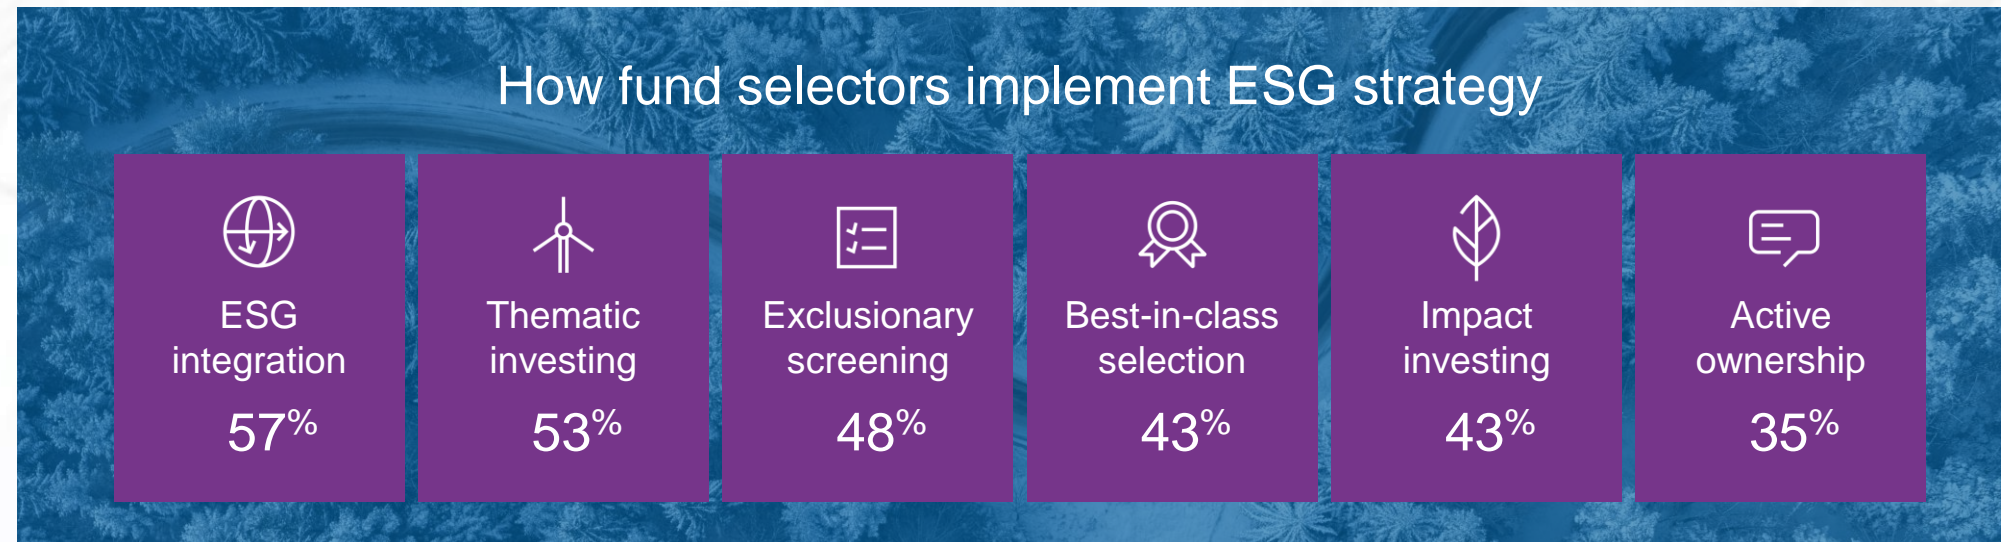 How fund selectors implement ESG strategy
ESG
integration
57%
Thematic
investing
53%
Exclusionary
screening
48%
Best-in-class
selection
43%
Impact
investing
43%
Active
ownership
35%